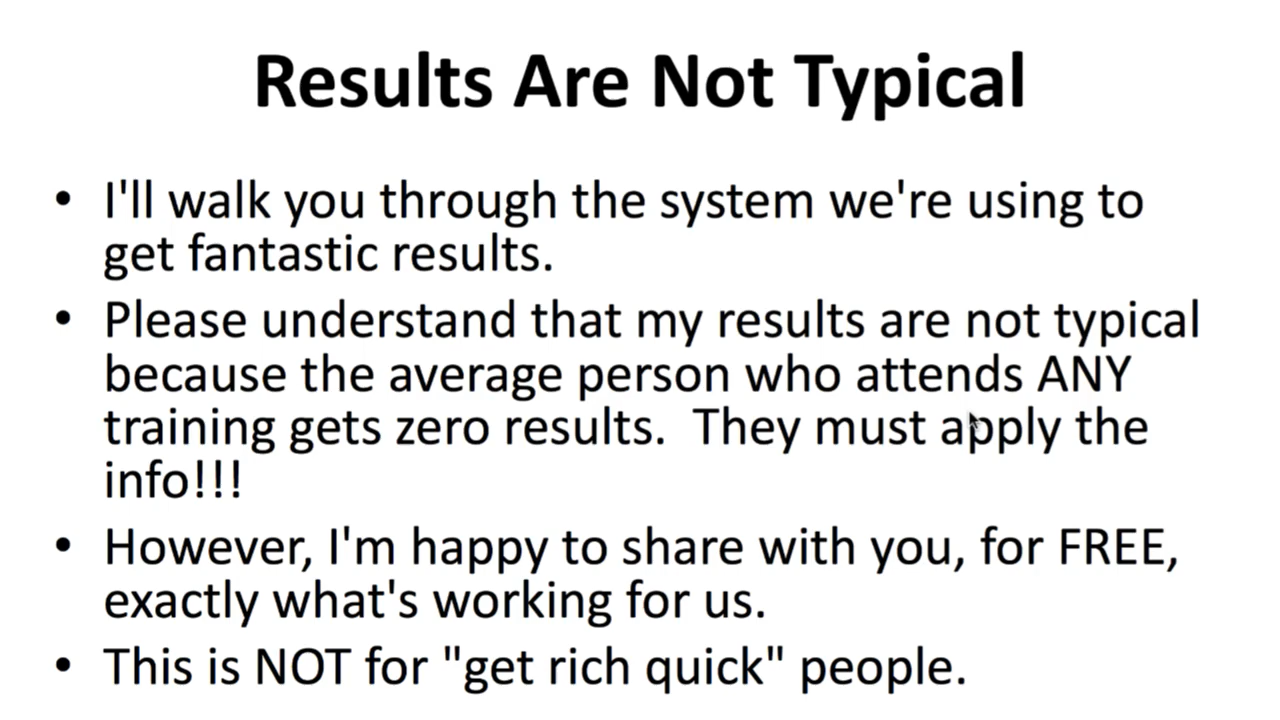 Results Are Not Typical
• I'll walk you through the system we're using to
get fantastic results.
• Please understand that my results are not typical
because the average person who attends ANY
training gets zero results.  They must apply the
info!!!
• However, I'm happy to share with you, for FREE,
exactly what's working for us.
• This is NOT for "get rich quick" people.